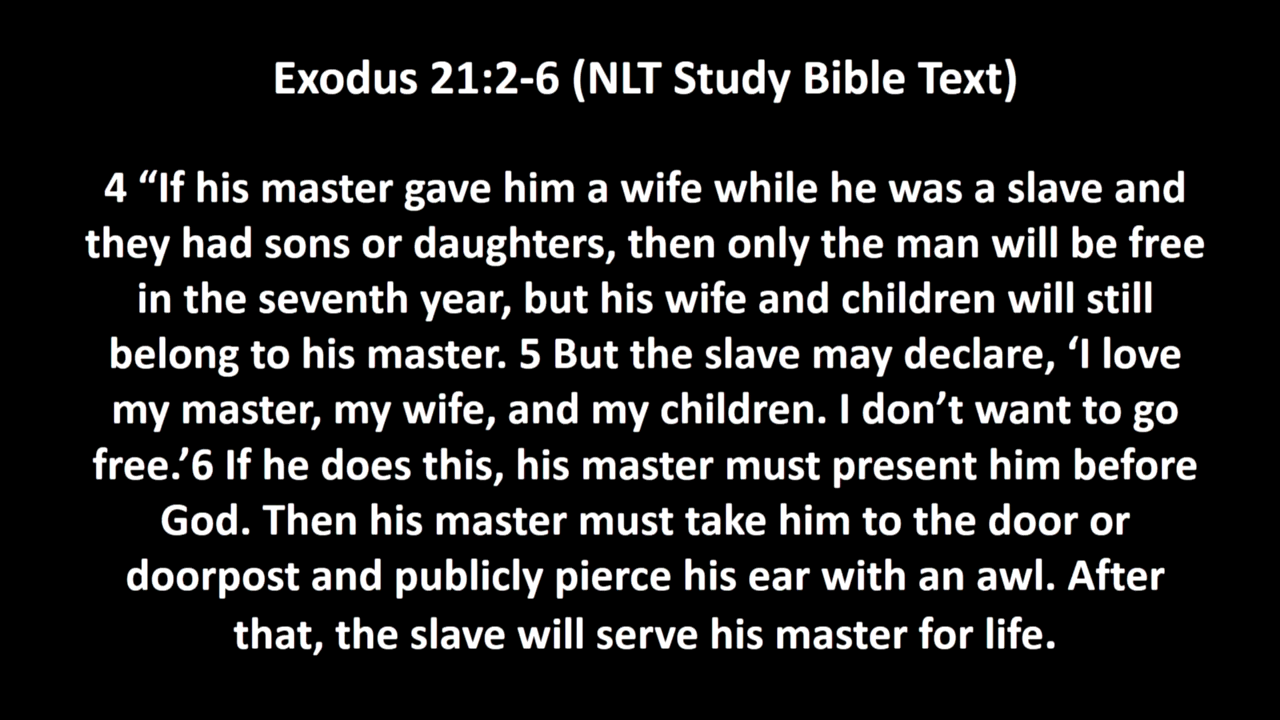 Exodus 21:2-6 (NLT Study Bible Text)
4 “If his master gave him a wife while he was a slave and
they had sons or daughters, then only the man will be free
in the seventh year, but his wife and children will still
belong to his master. 5 But the slave may declare, ‘I love
my master, my wife, and my children. I don’t want to go
free.’6 If he does this, his master must present him before
God. Then his master must take him to the door or
doorpost and publicly pierce his ear with an awl. After
that, the slave will serve his master for life.